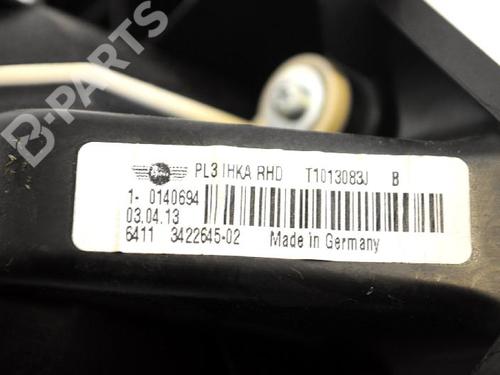 B-PARTS
PL3 IHKA RHD T1013083J B
1- 0140694
03.04.13
6411 3422645-02 Made in Germany